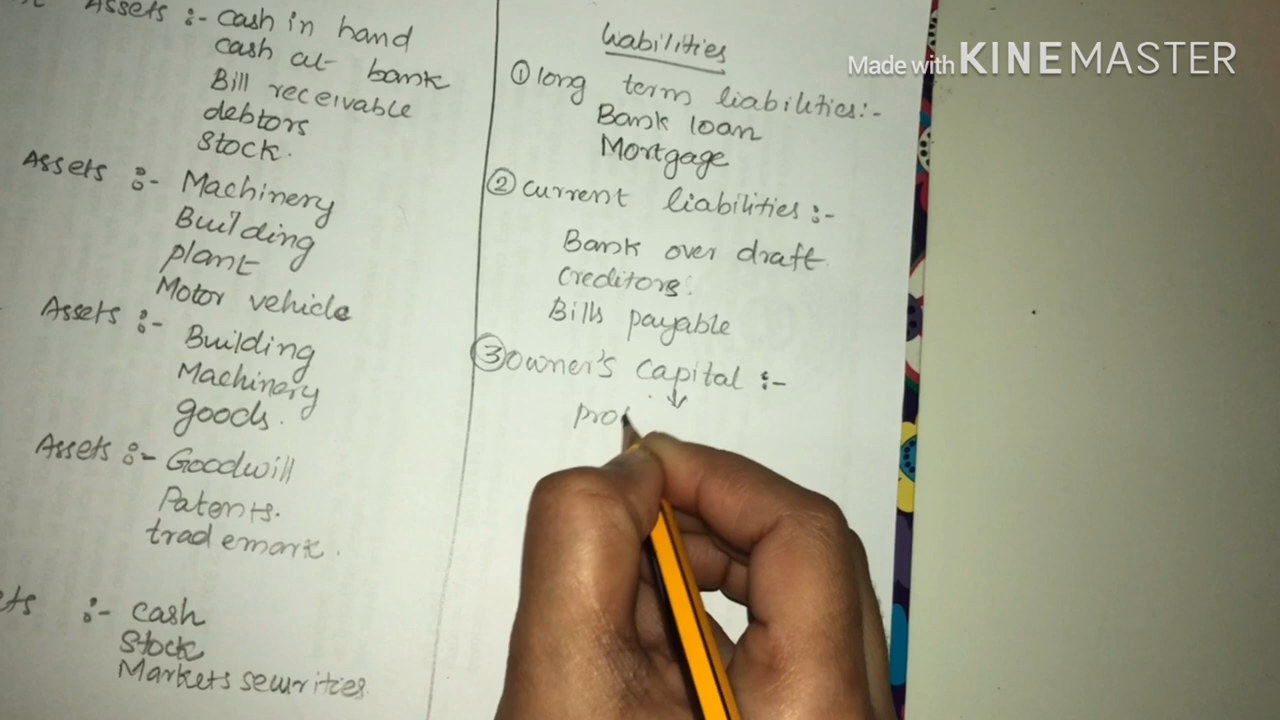 Assets :- Cash in hand
cash at bank
Bill receivable
debtors
Stock.
Assets :- Machinery
Building
plant
Motor vehicle
Assets :- Building
Machinery
goods.
Assets :- Goodwill
Patents.
trademark.
:- cash
Stock
Markets securities
Liabilities
① long term liabilities:-
Bank loan
Mortgage
② current liabilities :-
Bank over draft
Creditors.
Bills payable
③ owner's capital :-
Made with KINEMASTER